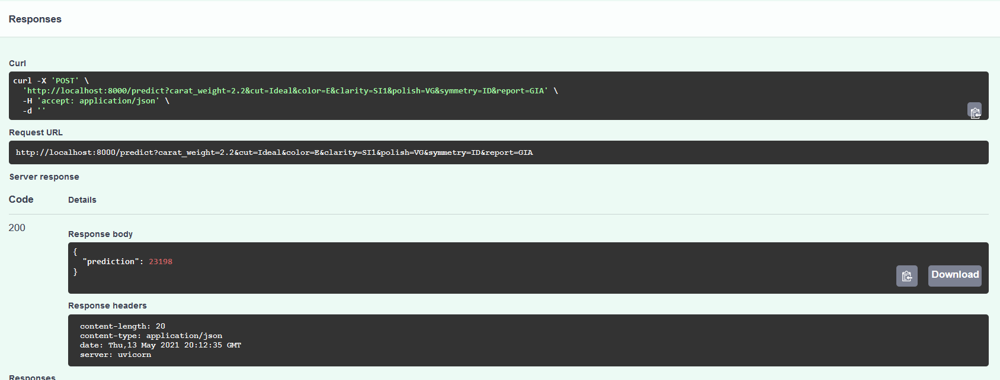 Responses
Curl
curl -X 'POST' \
  'http://localhost:8000/predict?carat_weight=2.2&cut=Ideal&color=E&clarity=SI1&polish=VG&symmetry=ID&report=GIA' \
  -H 'accept: application/json' \
  -d ''
Request URL
http://localhost:8000/predict?carat_weight=2.2&cut=Ideal&color=E&clarity=SI1&polish=VG&symmetry=ID&report=GIA
Server response
Code Details
200
Response body
{
  "prediction": 23198
}
Download
Response headers
content-length: 20
content-type: application/json
date: Thu,13 May 2021 20:12:35 GMT
server: uvicorn
Responses